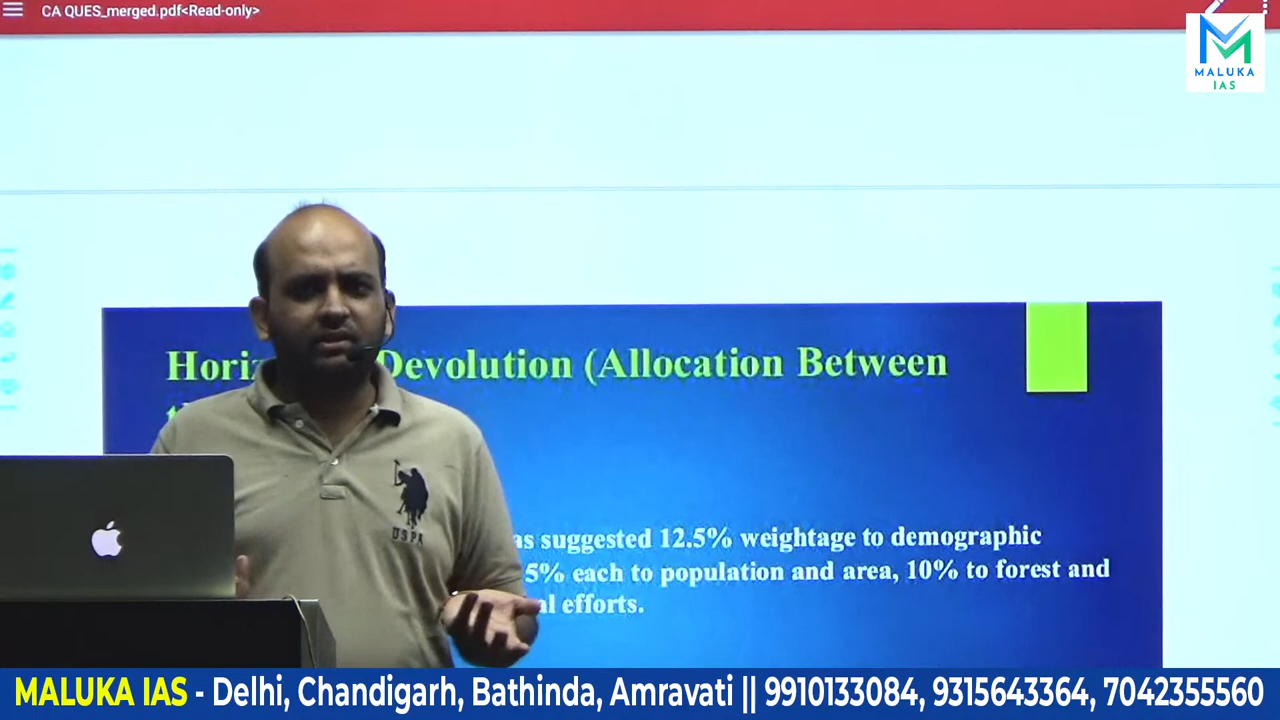 CA QUES_merged.pdf<Read-only>
MALUKA
IAS
Devolution (Allocation Between
as suggested 12.5% weightage to demographic
5% each to population and area, 10% to forest and
efforts.
USPA
MALUKA IAS - Delhi, Chandigarh, Bathinda, Amravati || 9910133084, 9315643364, 7042355560